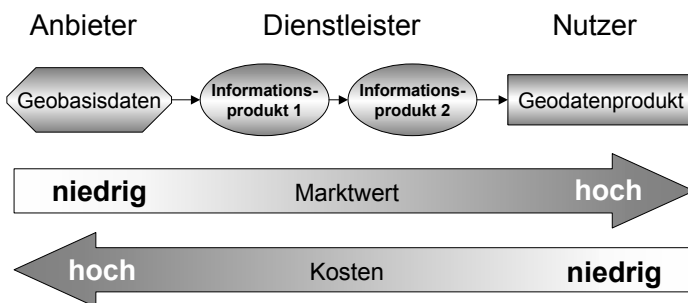 Anbieter Dienstleister Nutzer
Geobasisdaten Informations-
produkt 1 Informations-
produkt 2 Geodatenprodukt
niedrig Marktwert hoch
hoch Kosten niedrig